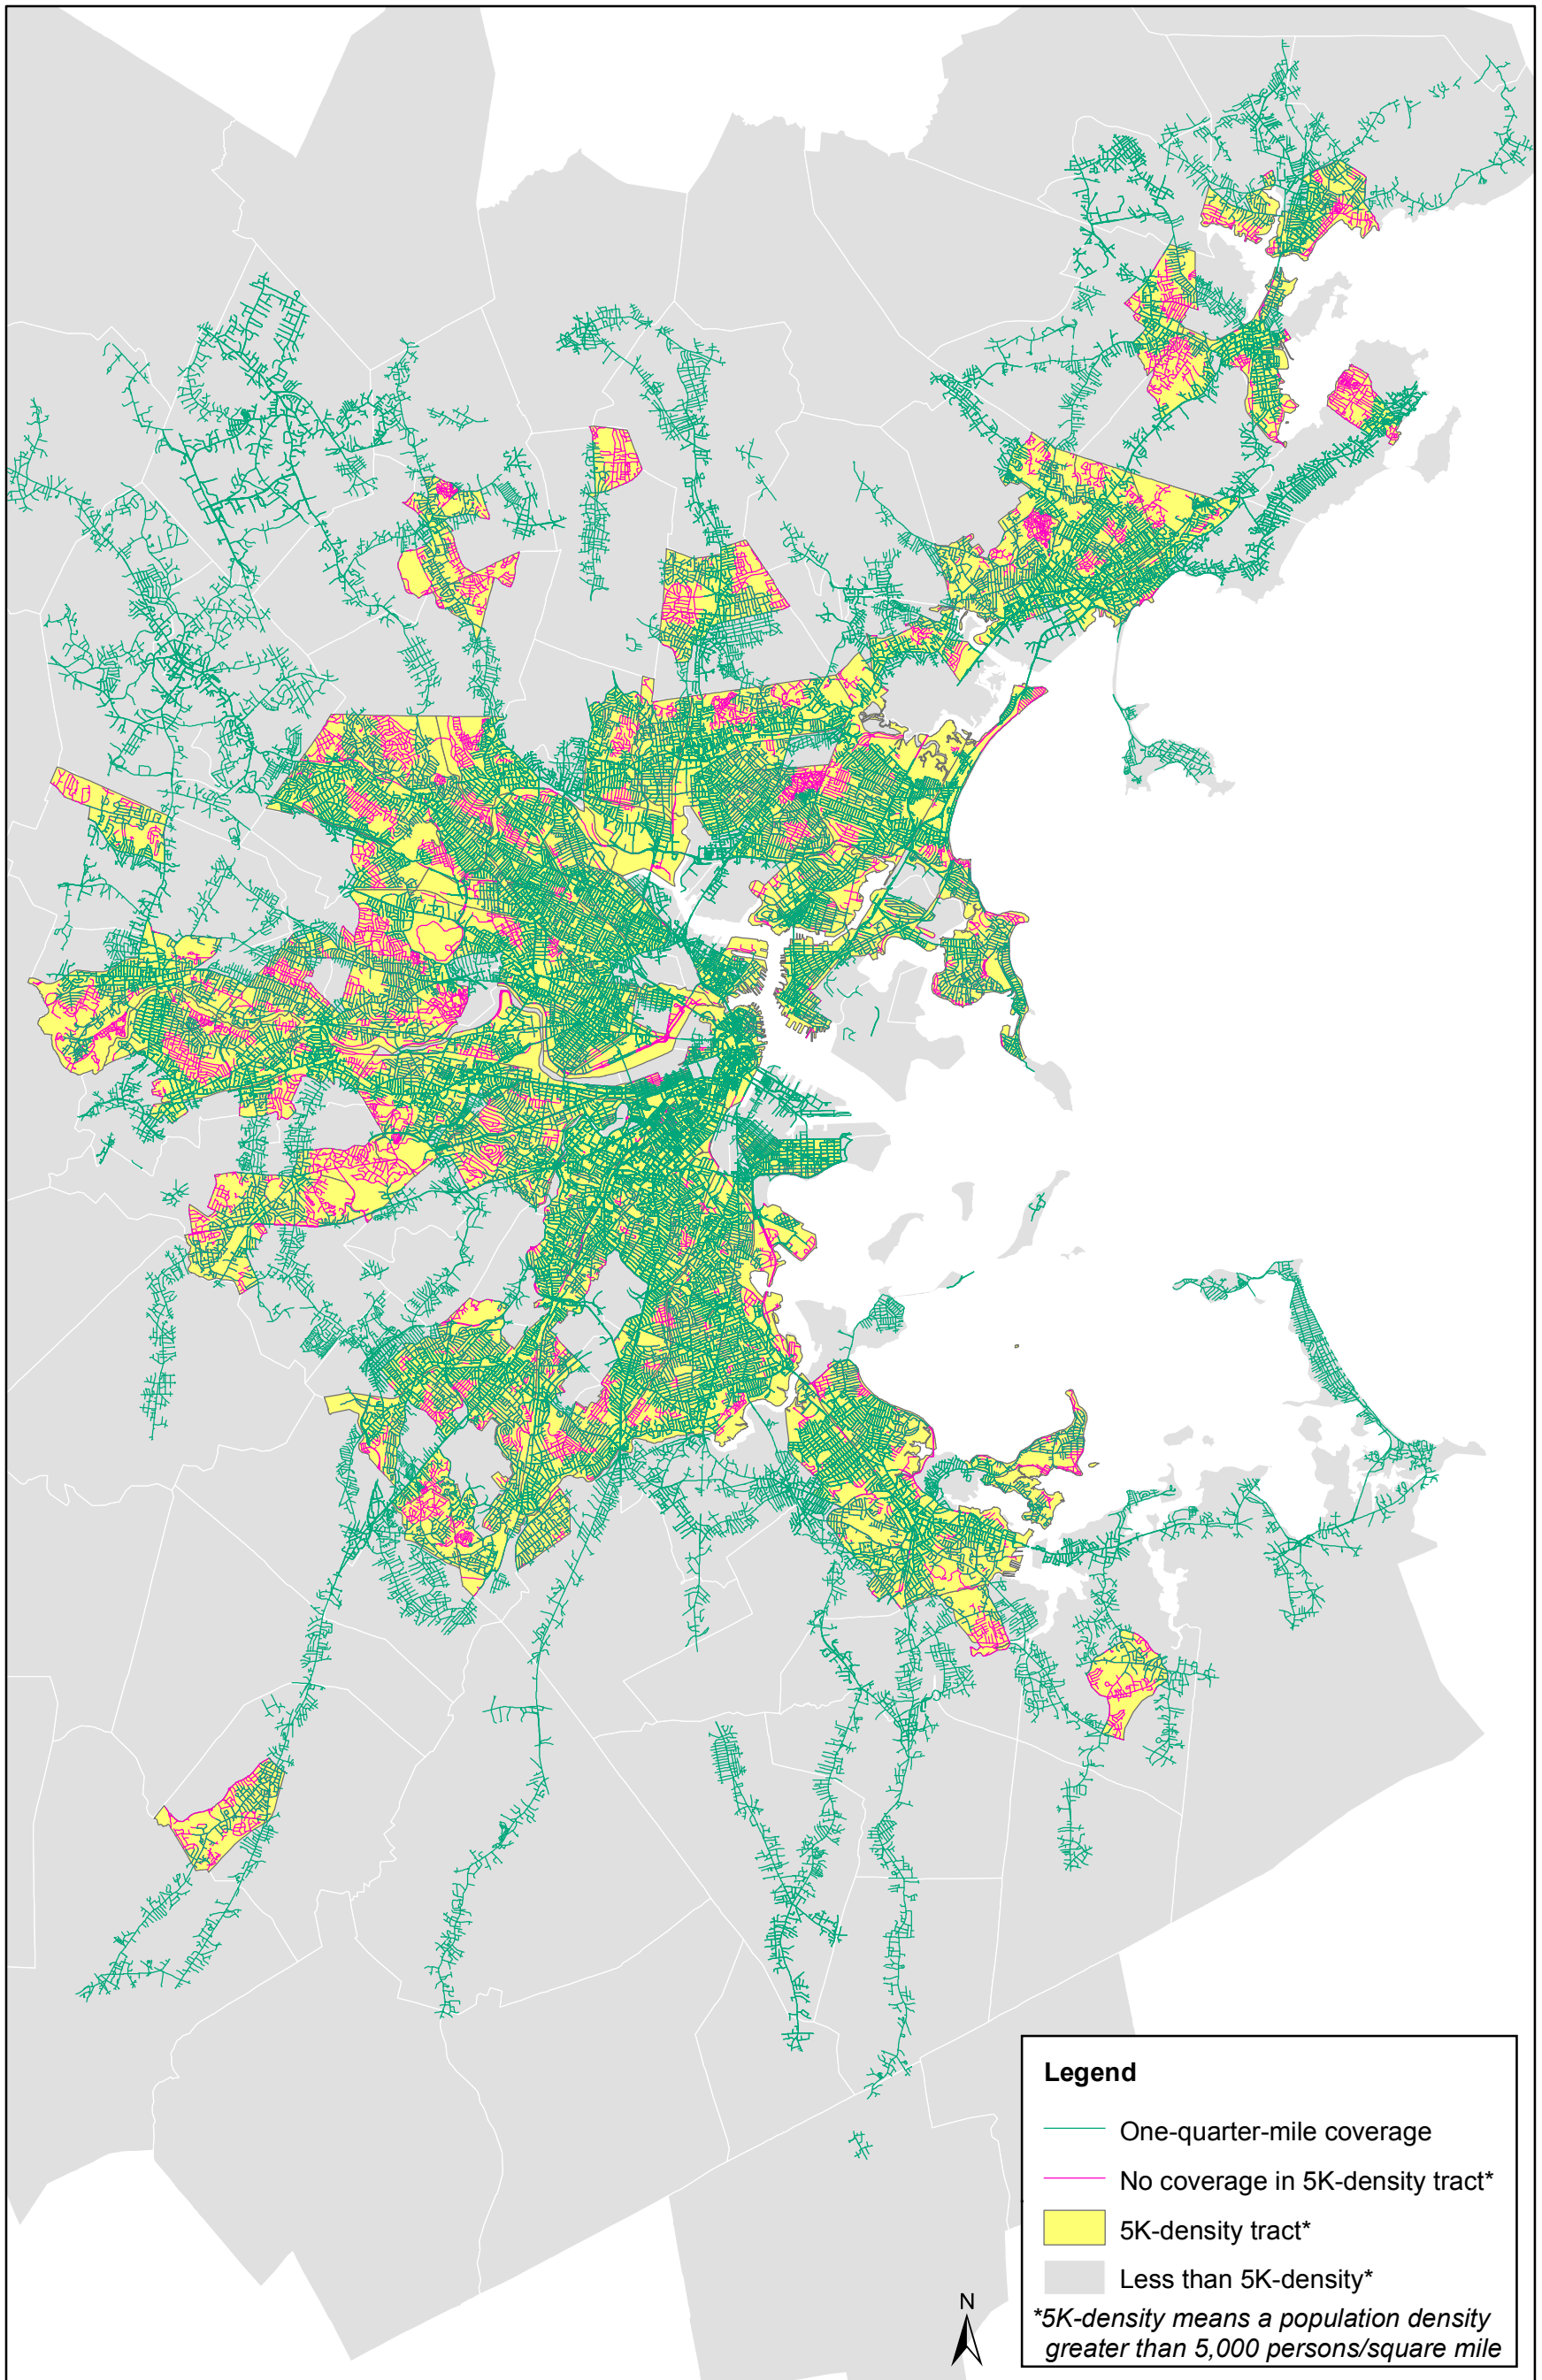 Legend
One-quarter-mile coverage
No coverage in 5K-density tract*
5K-density tract*
Less than 5K-density*
*5K-density means a population density
greater than 5,000 persons/square mile
N